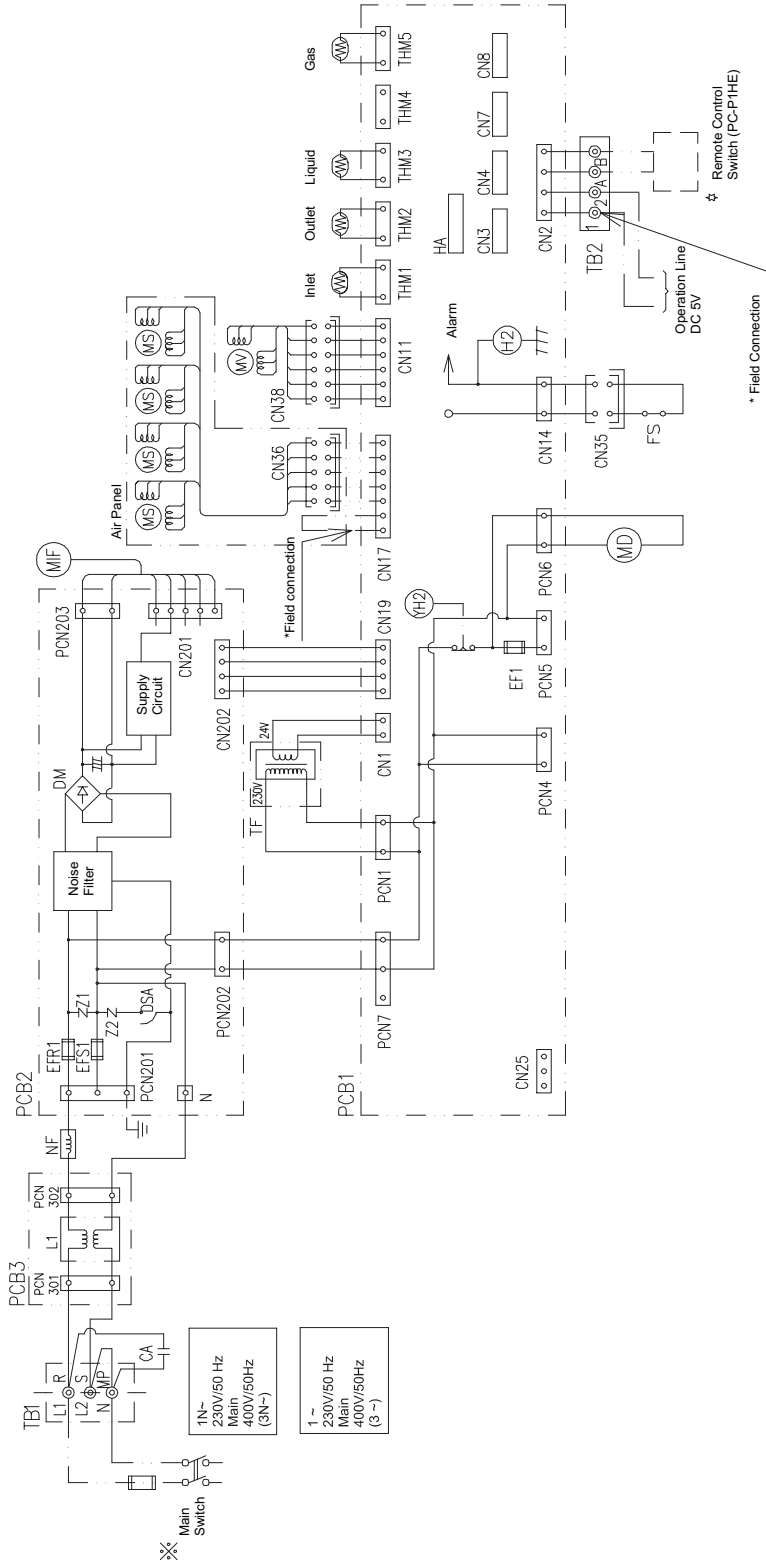 ※ Main
Switch
TB1
L1
R
L2
S
N
MP
CA
1N~
230V/50 Hz
Main
400V/50Hz
(3N~)
1 ~
230V/50 Hz
Main
400V/50Hz
(3 ~)
PCB3
PCN
301
L1
PCN
302
NF
PCB2
EFR1
EFS1
PCN201
N
Z1
Z2
DSA
PCN202
Noise
Filter
DM
Supply
Circuit
PCN203
CN201
CN202
MIF
TF
230V
24V
Air Panel
MS
MS
MS
MS
MV
CN36
CN38
*Field connection
Inlet
Outlet
Liquid
Gas
PCB1
PCN7
PCN1
CN1
CN19
CN17
CN11
THM1
THM2
THM3
THM4
THM5
CN25
PCN4
YH2
EF1
PCN5
PCN6
MD
Alarm
H2
CN14
CN35
FS
HA
CN3
CN4
CN7
CN8
CN2
TB2
1
2
A
B
Operation Line
DC 5V
Remote Control
Switch (PC-P1HE)
* Field Connection